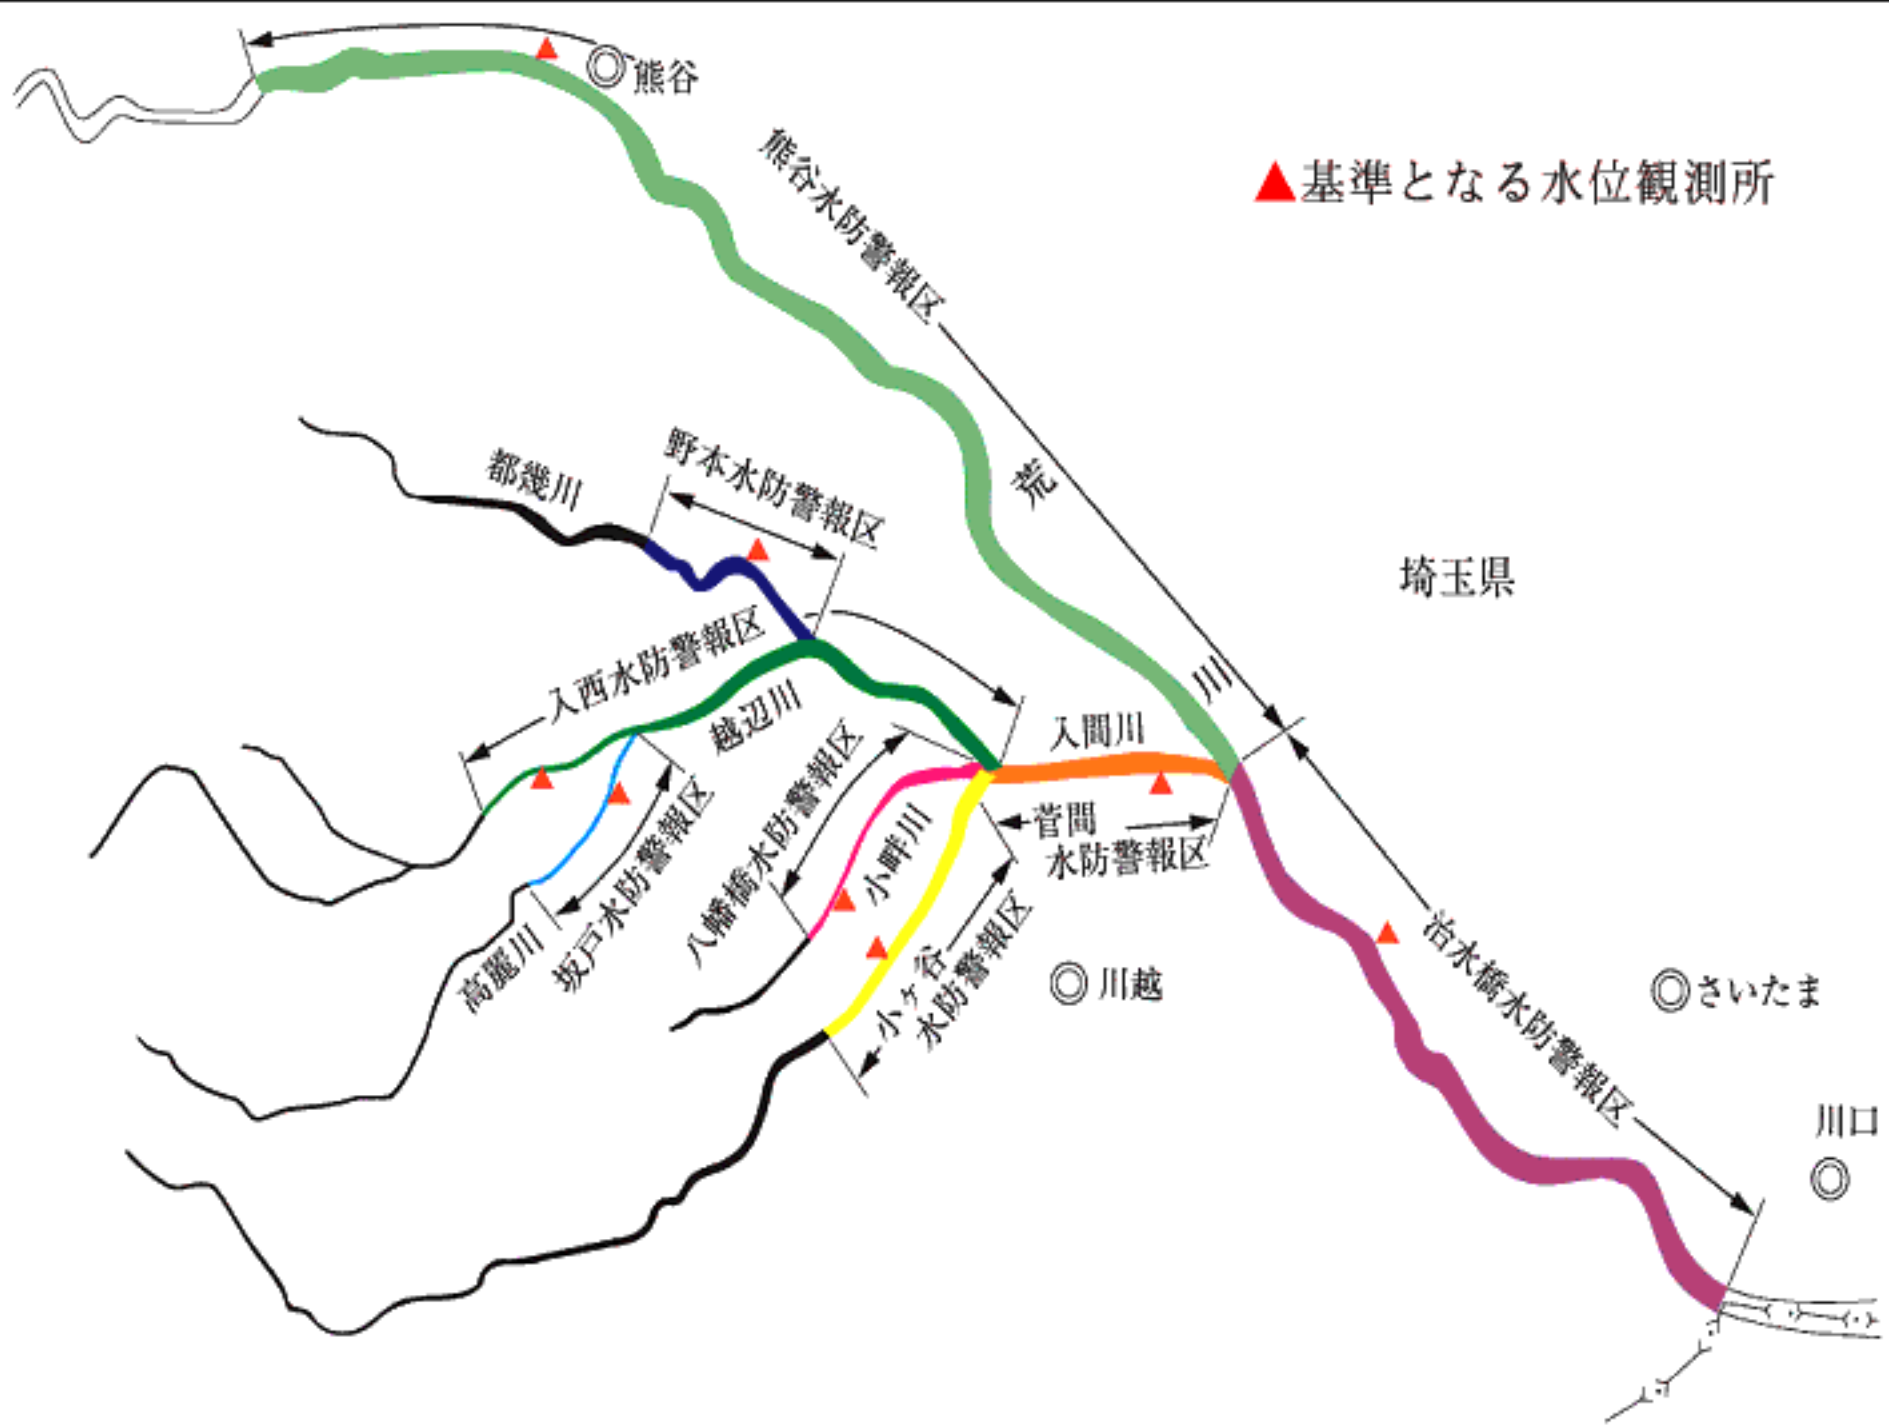 熊谷
熊谷水防警報区
▲基準となる水位観測所
荒川
都幾川
野本水防警報区
埼玉県
入西水防警報区
越辺川
入間川
八幡橋水防警報区
菅間
水防警報区
小畔川
坂戸水防警報区
高麗川
小ヶ谷
水防警報区
川越
治水橋水防警報区
さいたま
川口